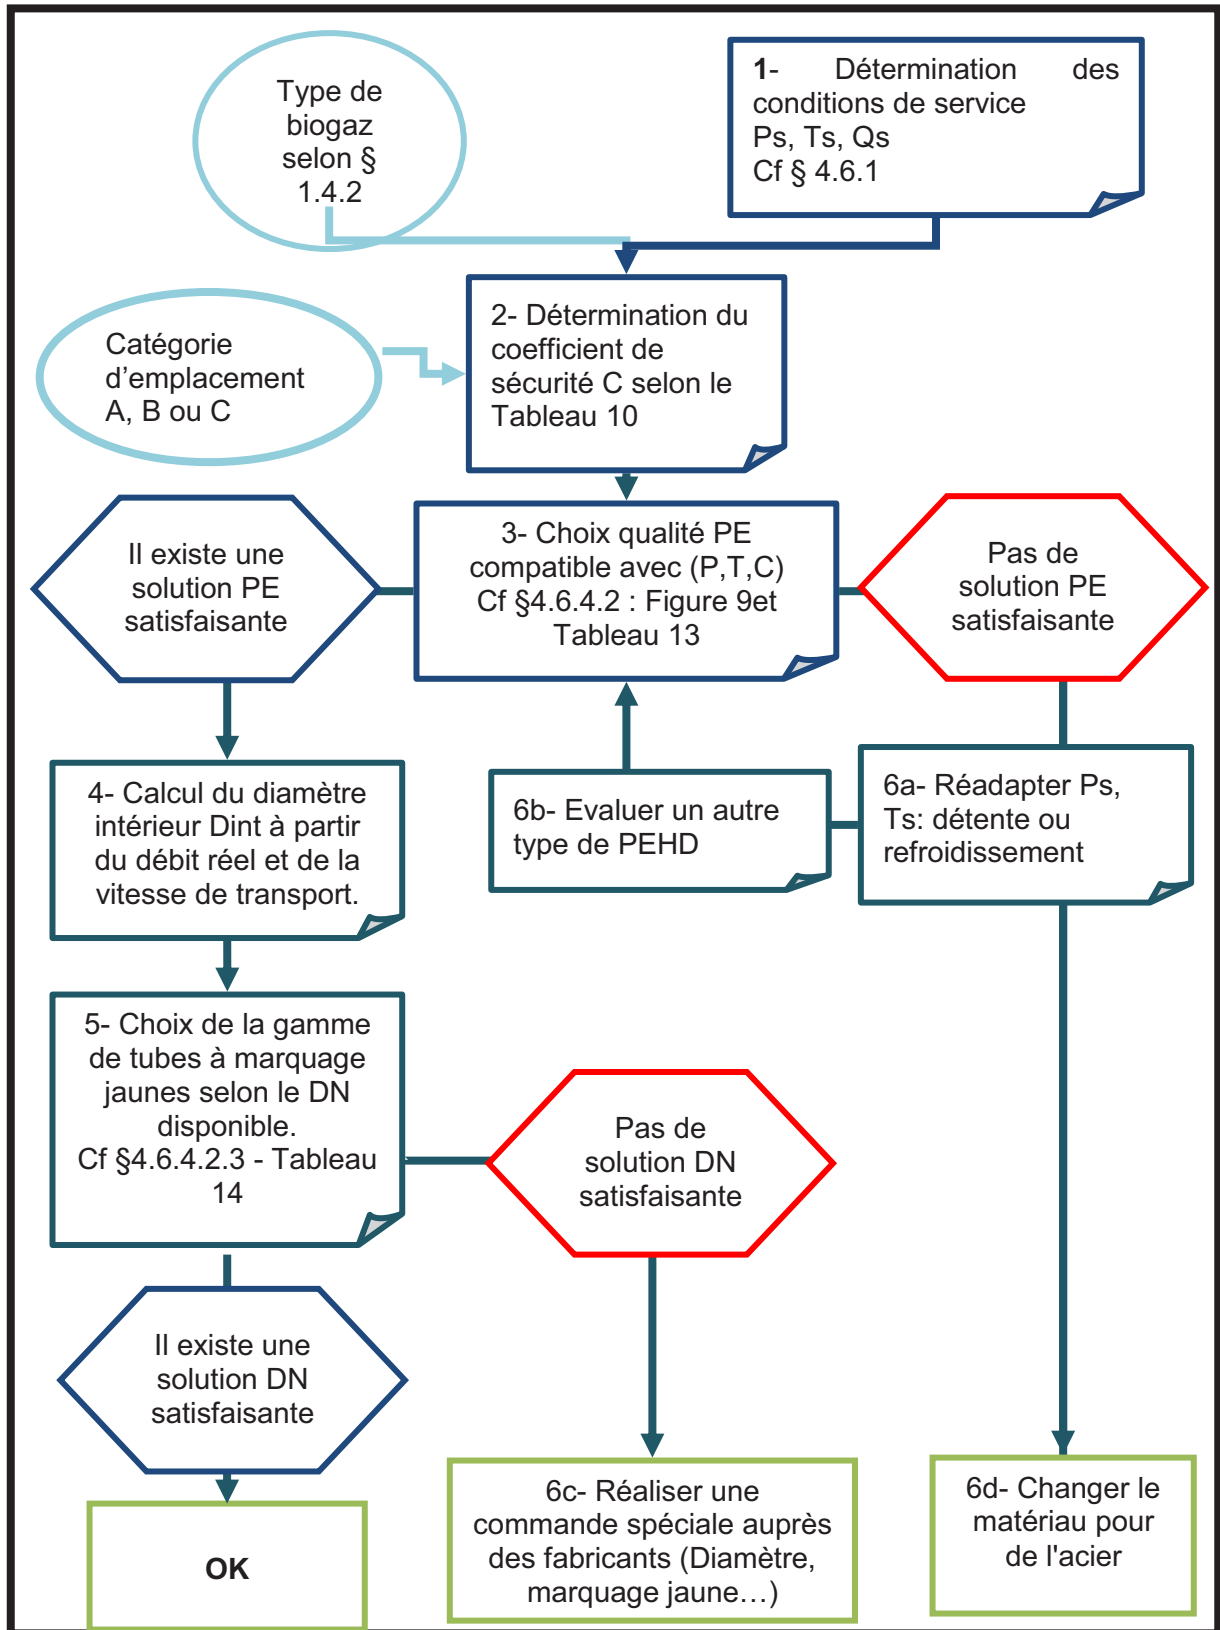 Type de
biogaz
selon §
1.4.2
1- Détermination des
conditions de service
Ps, Ts, Qs
Cf § 4.6.1
Catégorie
d'emplacement
A, B ou C
2- Détermination du
coefficient de
sécurité C selon le
Tableau 10
Il existe une
solution PE
satisfaisante
3- Choix qualité PE
compatible avec (P,T,C)
Cf §4.6.4.2 : Figure 9et
Tableau 13
Pas de
solution PE
satisfaisante
4- Calcul du diamètre
intérieur Dint à partir
du débit réel et de la
vitesse de transport.
6b- Evaluer un autre
type de PEHD
6a- Réadapter Ps,
Ts: détente ou
refroidissement
5- Choix de la gamme
de tubes à marquage
jaunes selon le DN
disponible.
Cf §4.6.4.2.3 - Tableau
14
Pas de
solution DN
satisfaisante
Il existe une
solution DN
satisfaisante
OK
6c- Réaliser une
commande spéciale auprès
des fabricants (Diamètre,
marquage jaune…)
6d- Changer le
matériau pour
de l'acier